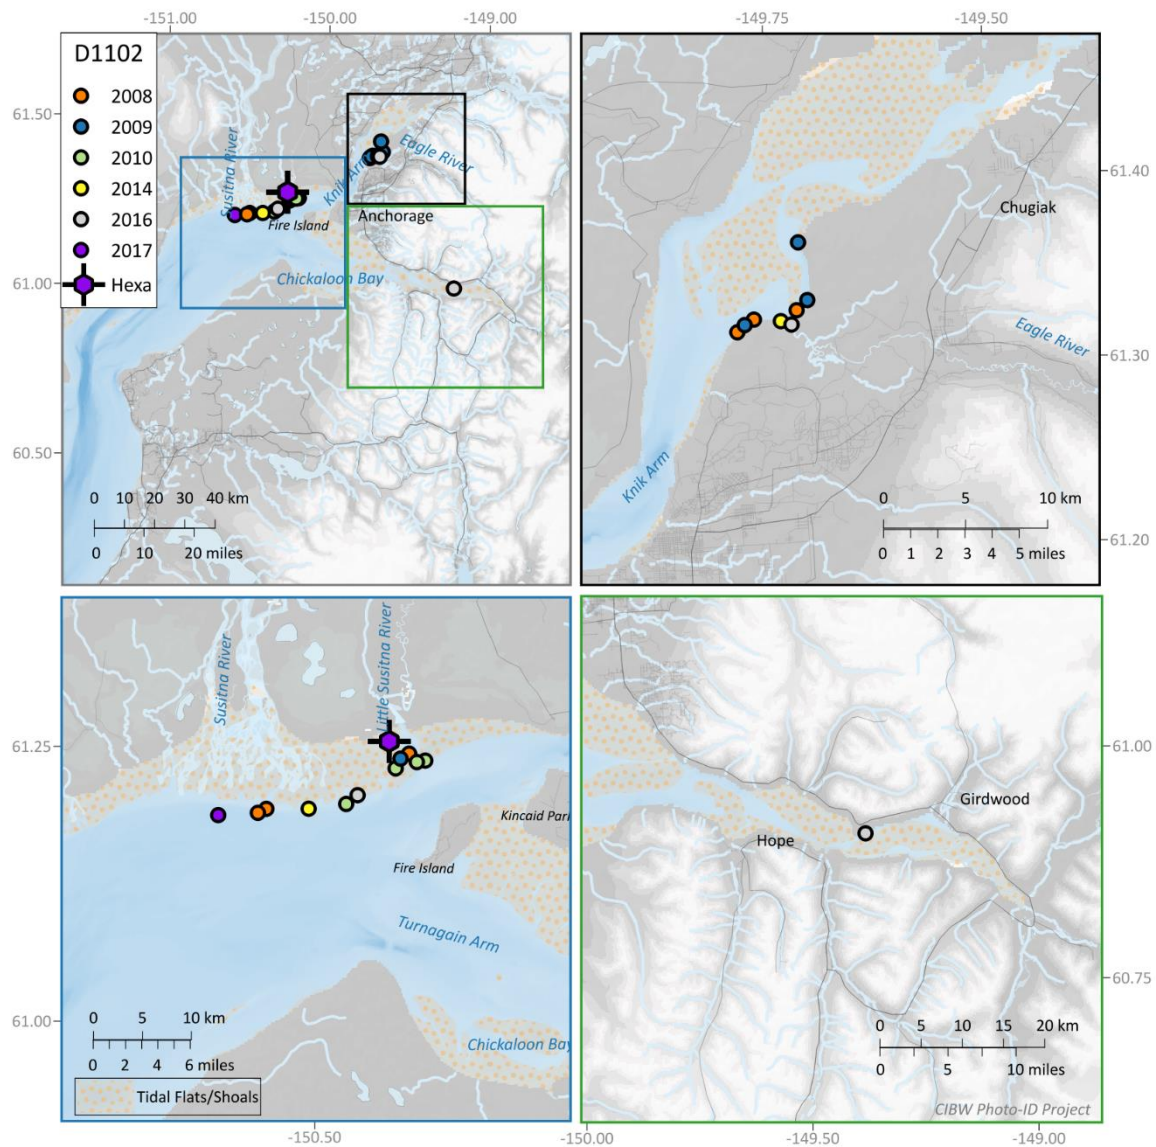 -151.00
-150.00
-149.00
-149.75
-149.50
D1102
2008
2009
2010
2014
2016
2017
Hexa
61.50
61.00
60.50
Susitna River
Knik Arm
Eagle River
Anchorage
Fire Island
Chickaloon Bay
0 10 20 30 40 km
0 10 20 miles
Chugiak
Eagle River
Knik Arm
0 5 10 km
0 1 2 3 4 5 miles
61.40
61.30
61.20
Susitna River
Little Susitna River
61.25
61.00
Kincaid Par
Fire Island
Turnagain Arm
Chickaloon Bay
0 5 10 km
0 2 4 6 miles
Tidal Flats/Shoals
-150.50
Girdwood
Hope
61.00
60.75
0 5 10 15 20 km
0 5 10 miles
CIBW Photo-ID Project
-150.00
-149.50
-149.00